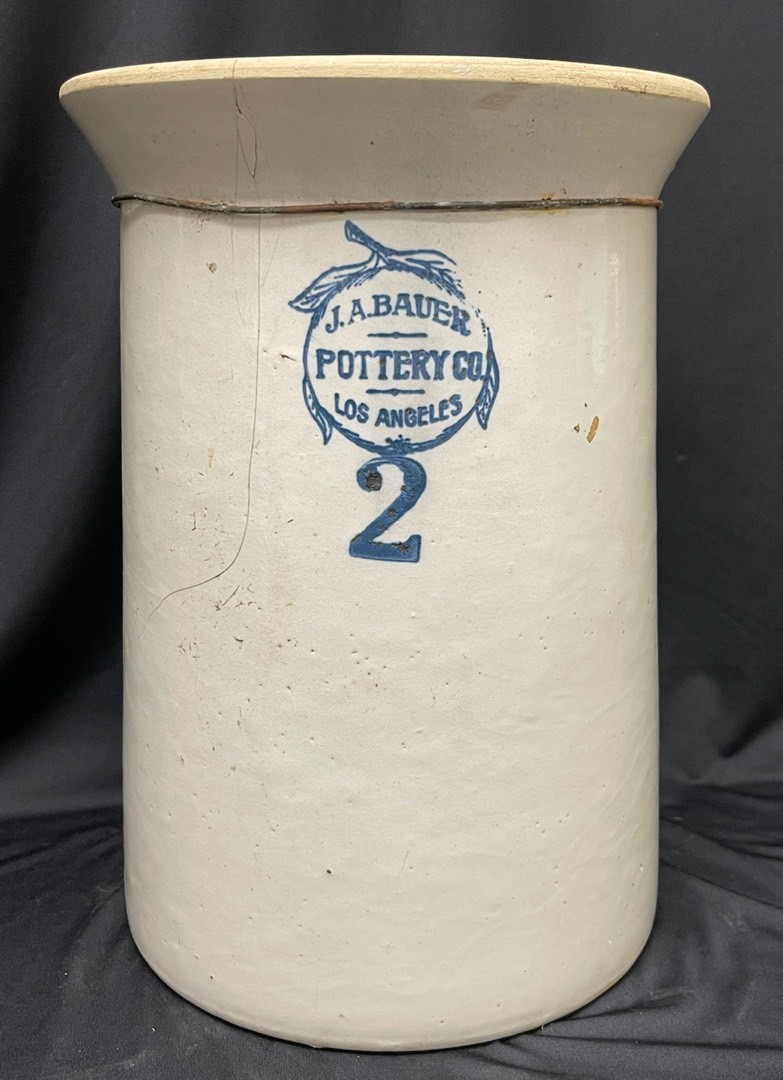 J.A.BAUER
POTTERY CO.
LOS ANGELES
2